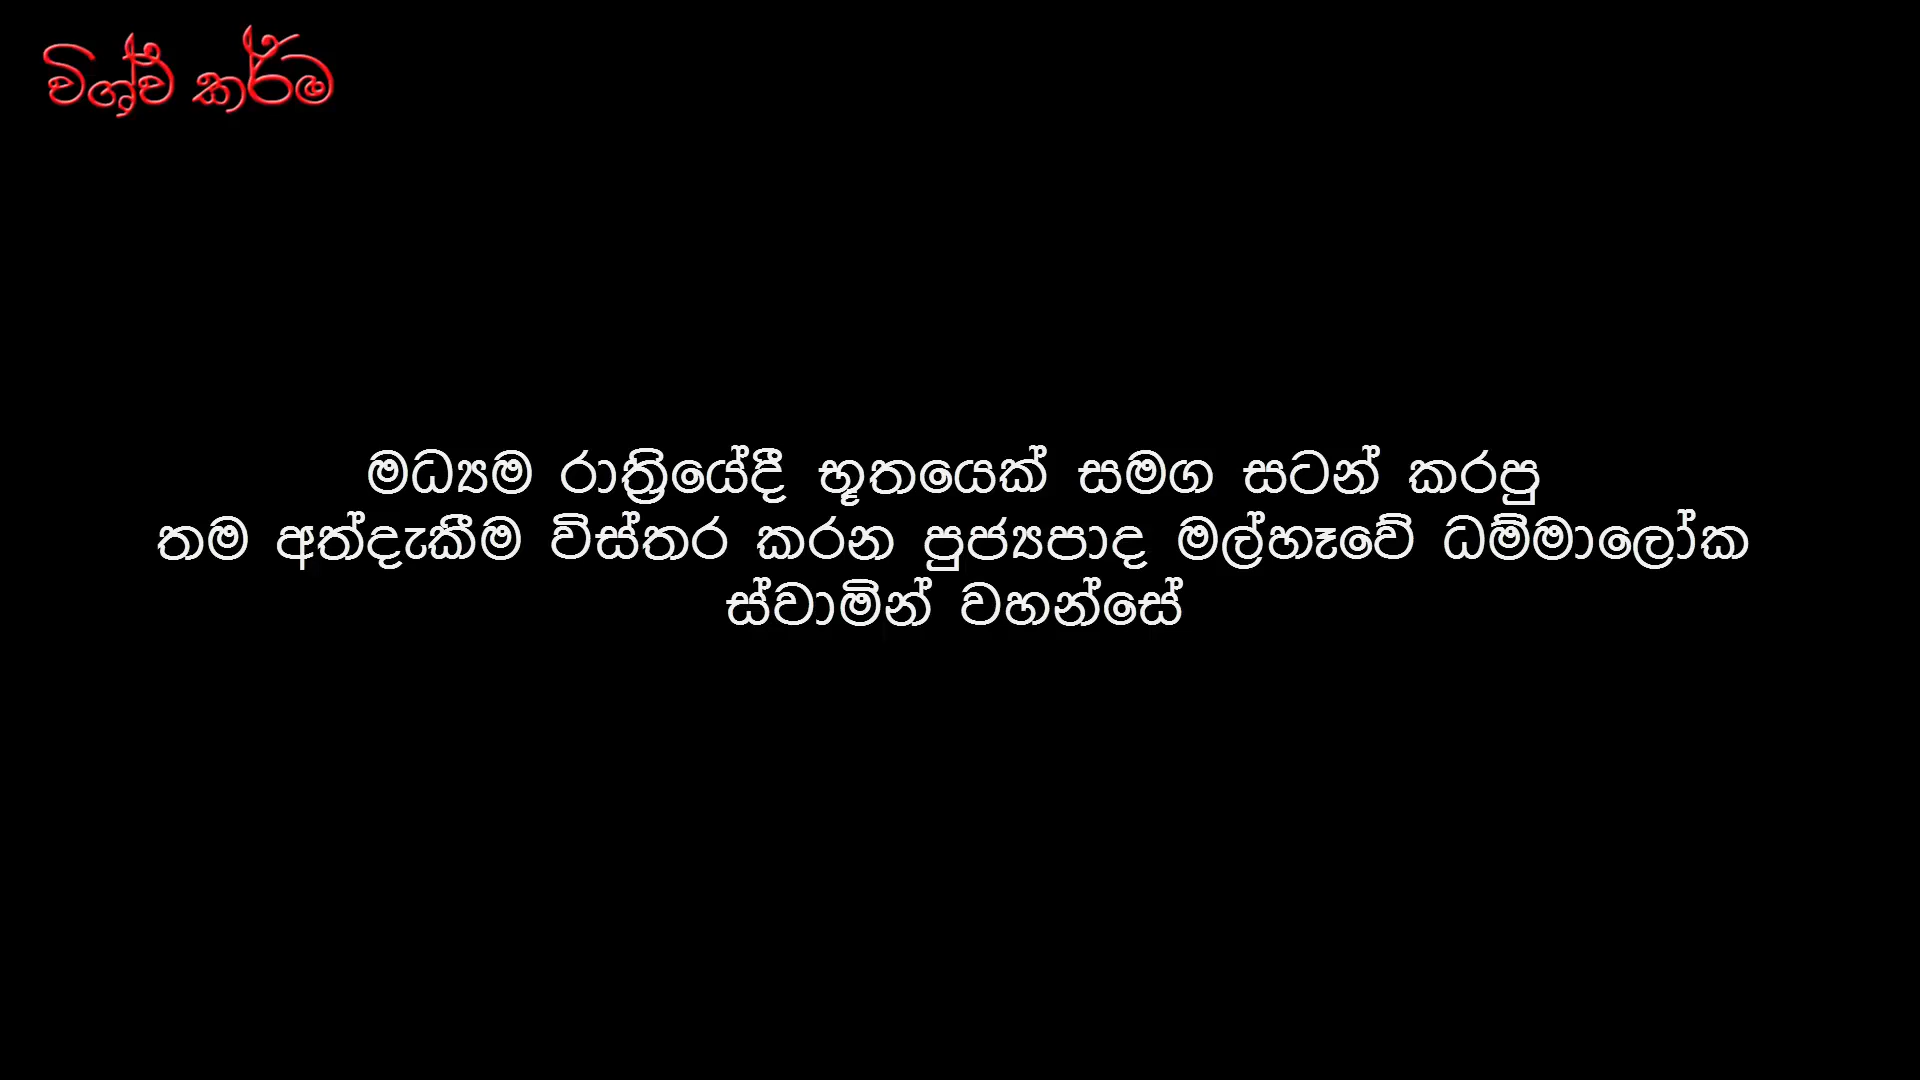 විශ්ව කර්ම
මධ්‍යම රාත්‍රියේදී භූතයෙක් සමග සටන් කරපු
තම අත්දැකීම විස්තර කරන පුජ්‍යපාද මල්හෑවේ ධම්මාලෝක
ස්වාමින් වහන්සේ